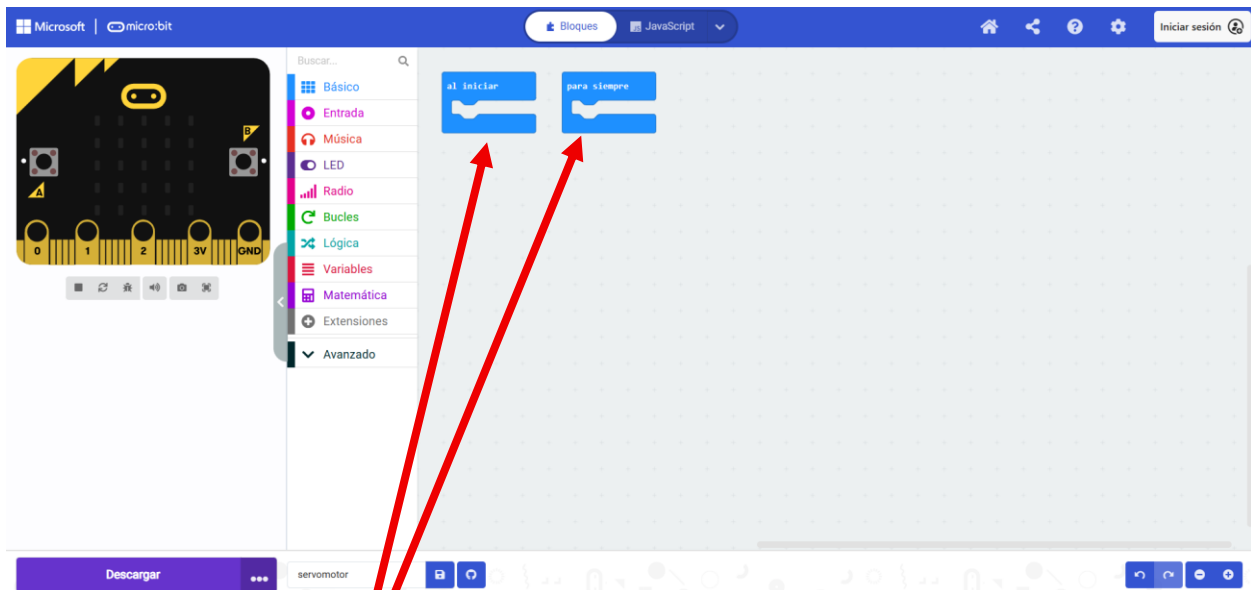 Microsoft | micro:bit
Bloques
JavaScript
Iniciar sesión
Buscar...
Básico
Entrada
Música
LED
Radio
Bucles
Lógica
Variables
Matemática
Extensiones
Avanzado
al iniciar
para siempre
B
A
0 1 2 3V GND
Descargar
servomotor